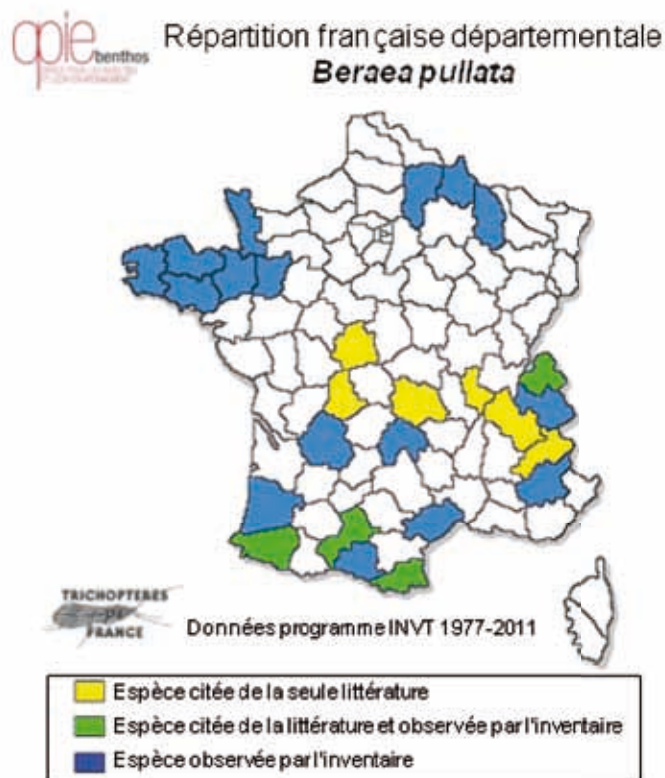 opie
benthos
Répartition française départementale
Beraea pullata
TRICHOPTERES
DE
FRANCE
Données programme INVT 1977-2011
Espèce citée de la seule littérature
Espèce citée de la littérature et observée par l'inventaire
Espèce observée par l'inventaire